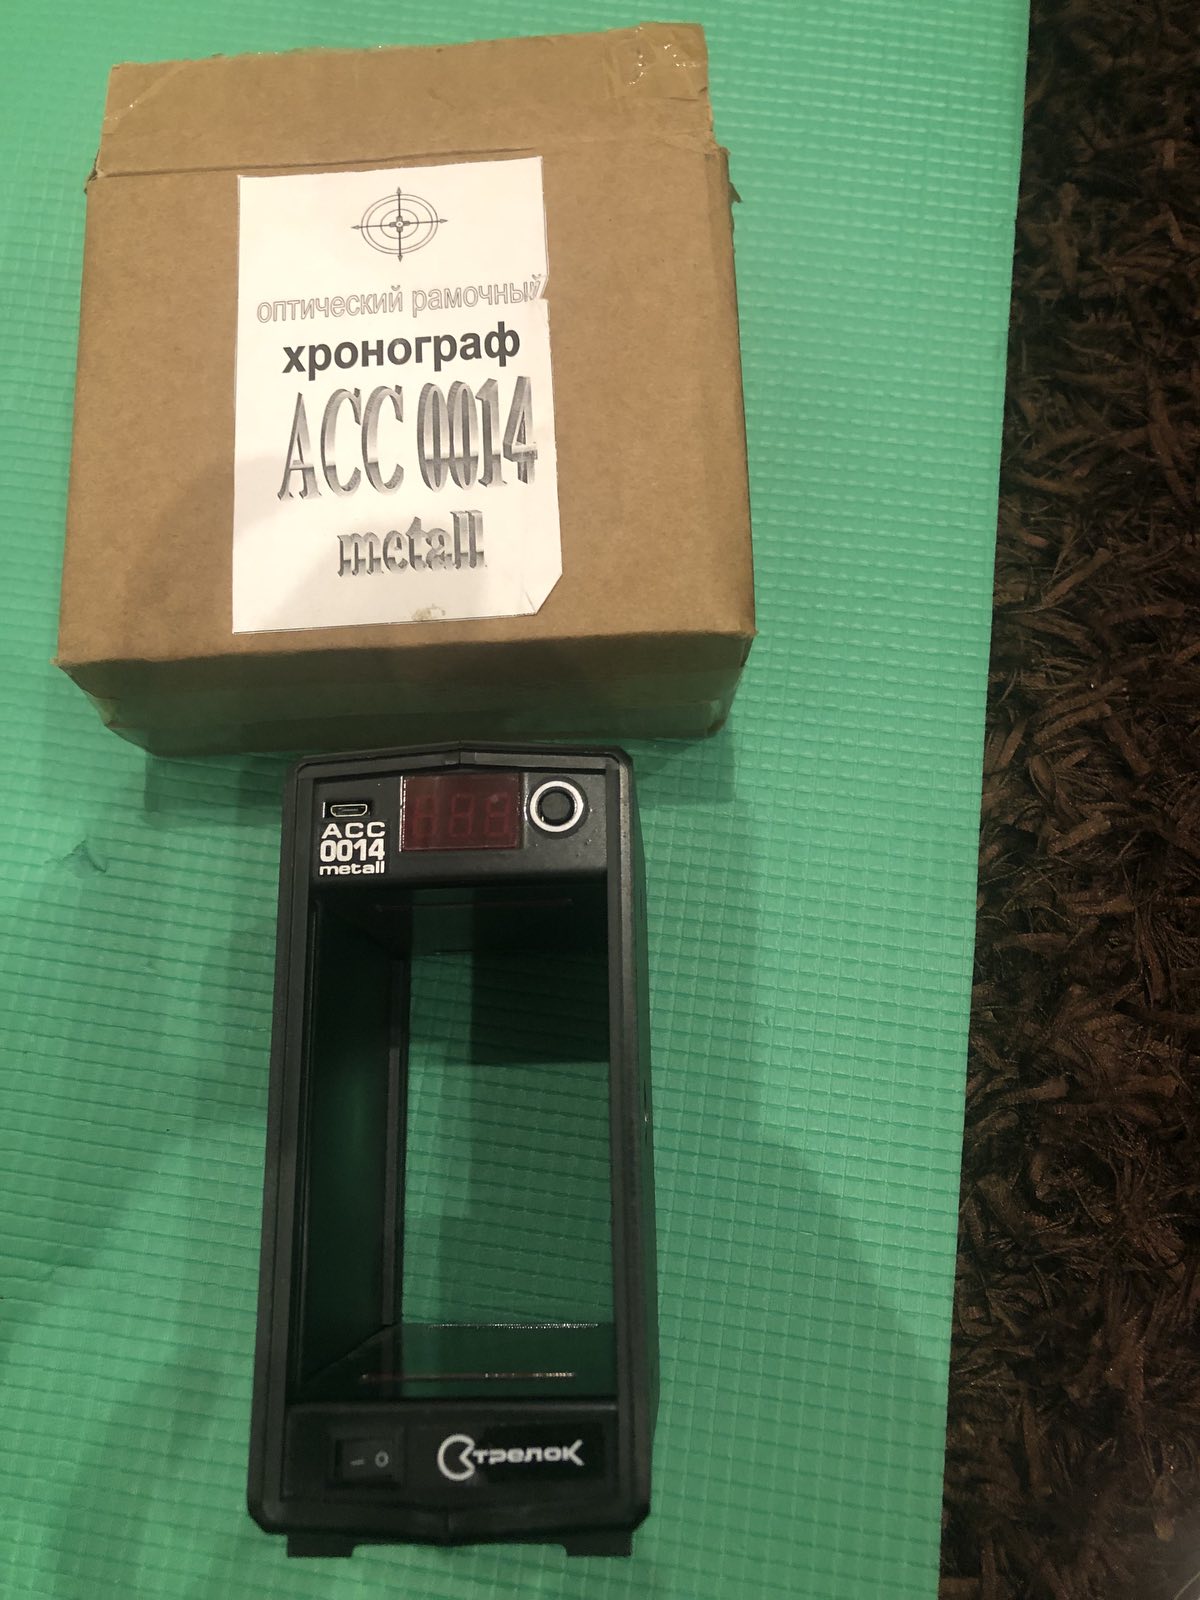 оптический рамочный
хронограф
ACC 0014
metall
ACC
0014
metall
Стрелок